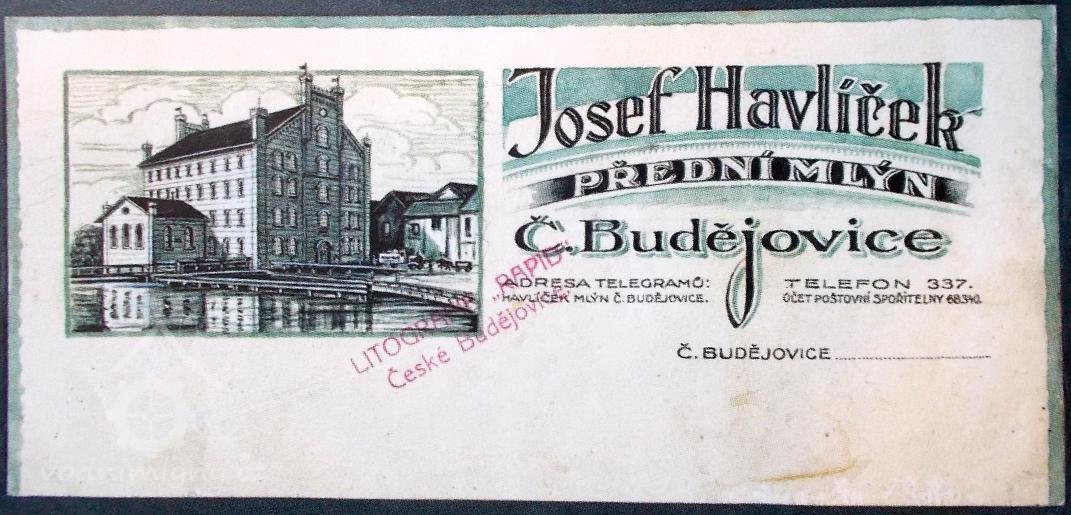 Josef Havlíček
PŘEDNÍ MLÝN
Č. Budějovice
ADRESA TELEGRAMŮ:
HAVLÍČEK MLÝN Č. BUDĚJOVICE.
TELEFON 337.
ÚČET POŠTOVNÍ SPOŘITELNY 68.340.
Č. BUDĚJOVICE
LITOGRAFIE „RAPID"
České Budějovice
vodnimlyny.cz